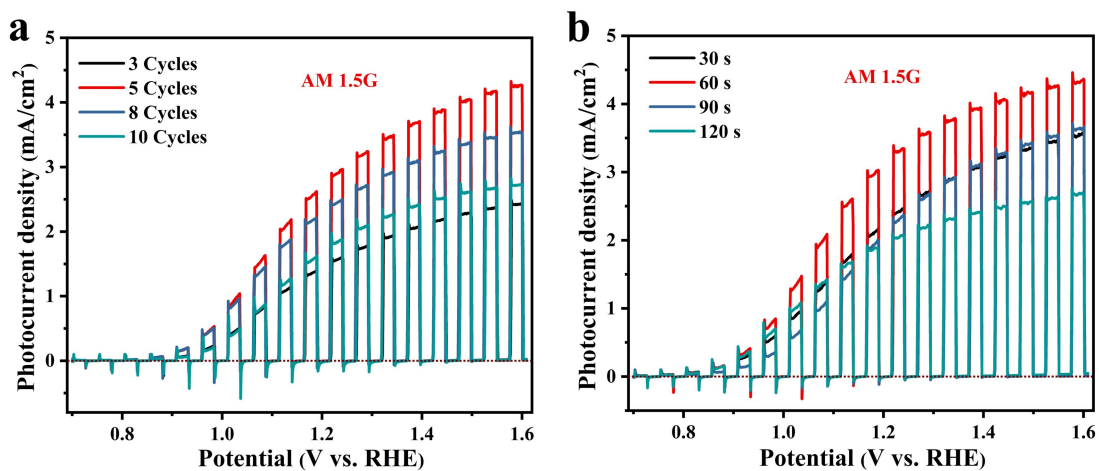 a
Photocurrent density (mA/cm²)
5
4
3
2
1
0
3 Cycles
5 Cycles
8 Cycles
10 Cycles
AM 1.5G
0.8
1.0
1.2
1.4
1.6
Potential (V vs. RHE)
b
Photocurrent density (mA/cm²)
5
4
3
2
1
0
30 s
60 s
90 s
120 s
AM 1.5G
0.8
1.0
1.2
1.4
1.6
Potential (V vs. RHE)